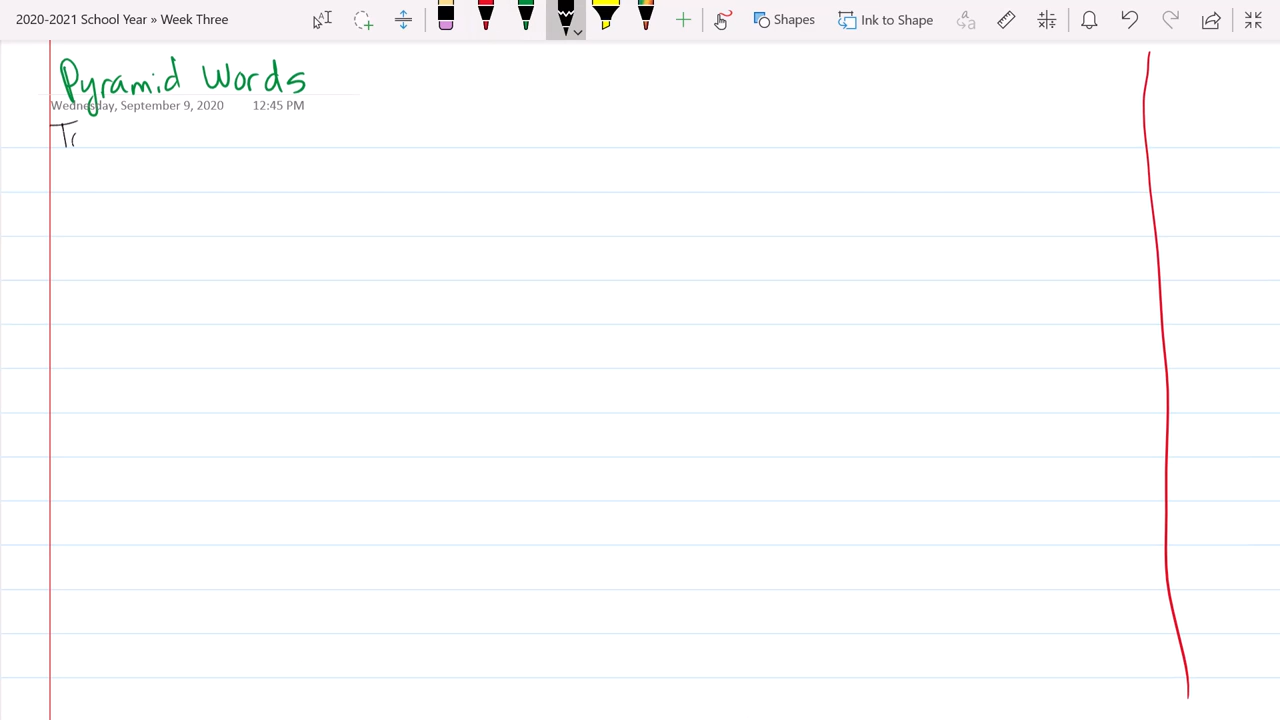 2020-2021 School Year » Week Three
Shapes
Ink to Shape
Pyramid Words
Wednesday, September 9, 2020 12:45 PM